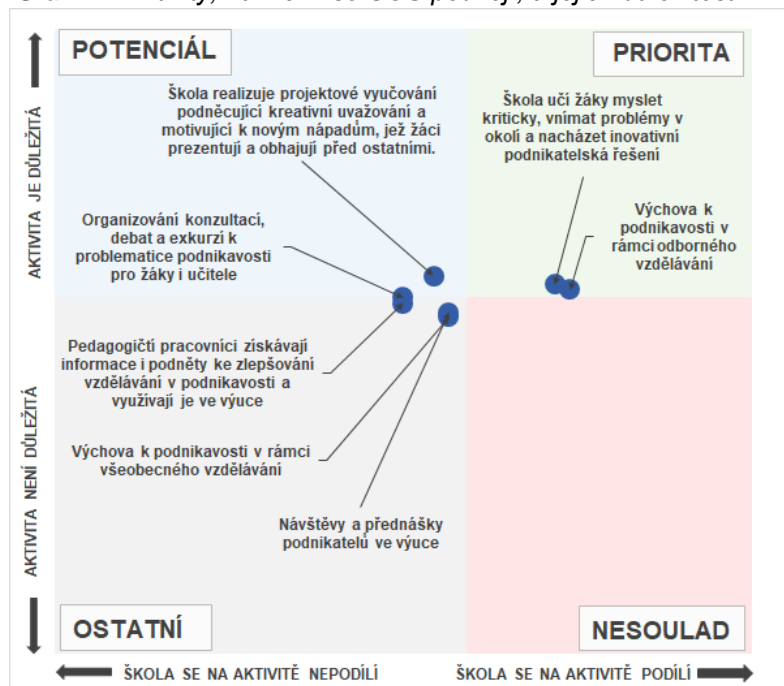 POTENCIÁL
PRIORITA
Škola realizuje projektové vyučování
podněcující kreativní uvažování a
motivující k novým nápadům, jež žáci
prezentují a obhajují před ostatními.
Škola učí žáky myslet
kriticky, vnímat problémy v
okolí a nacházet inovativní
podnikatelská řešení
Organizování konzultací,
debat a exkurzí k
problematice podnikavosti
pro žáky i učitele
Výchova k
podnikavosti v
rámci odborného
vzdělávání
Pedagogičtí pracovníci získávají
informace i podněty ke zlepšování
vzdělávání v podnikavosti a
využívají je ve výuce
Výchova k podnikavosti v rámci
všeobecného vzdělávání
Návštěvy a přednášky
podnikatelů ve výuce
OSTATNÍ
NESOULAD
AKTIVITA JE DŮLEŽITÁ
AKTIVITA NENÍ DŮLEŽITÁ
ŠKOLA SE NA AKTIVITĚ NEPODÍLÍ
ŠKOLA SE NA AKTIVITĚ PODÍLÍ